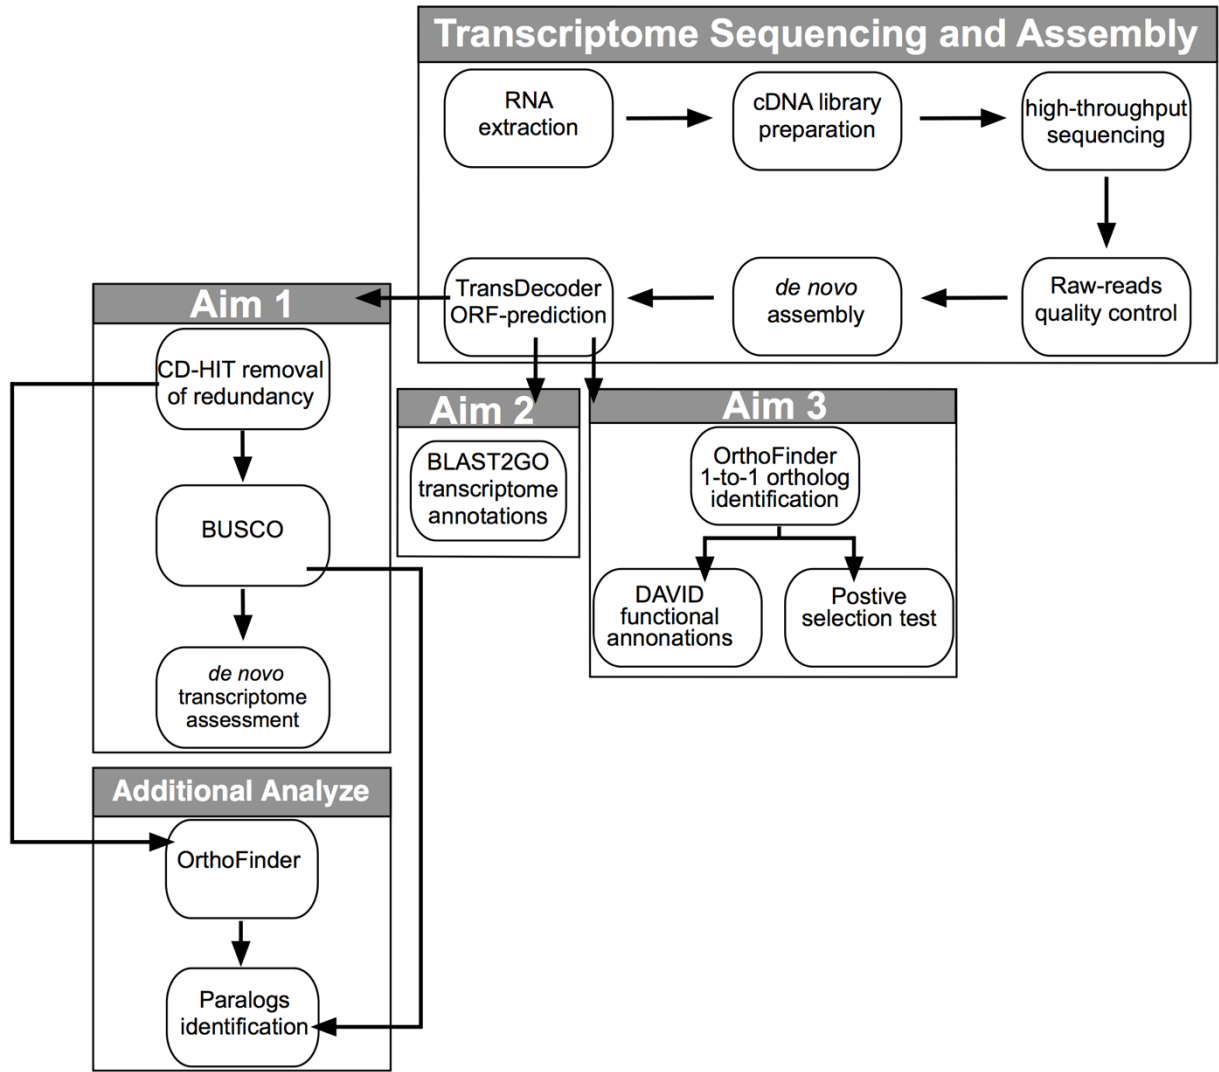 Transcriptome Sequencing and Assembly
RNA
extraction
cDNA library
preparation
high-throughput
sequencing
TransDecoder
ORF-prediction
de novo
assembly
Raw-reads
quality control
Aim 1
CD-HIT removal
of redundancy
BUSCO
de novo
transcriptome
assessment
Aim 2
BLAST2GO
transcriptome
annotations
Aim 3
OrthoFinder
1-to-1 ortholog
identification
DAVID
functional
annonations
Postive
selection test
Additional Analyze
OrthoFinder
Paralogs
identification